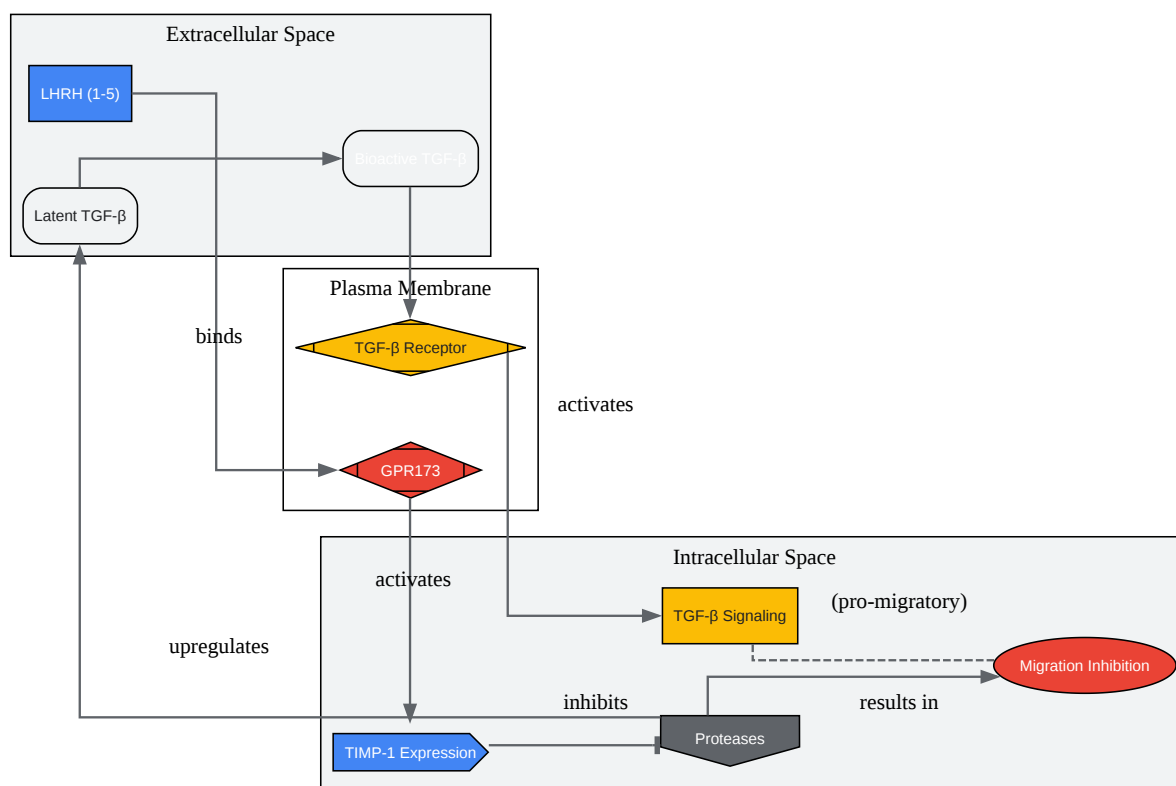 Extracellular Space
LHRH (1-5)
Bioactive TGF-β
Latent TGF-β
Plasma Membrane
binds
TGF-β Receptor
activates
GPR173
Intracellular Space
activates
TGF-β Signaling
(pro-migratory)
upregulates
Migration Inhibition
inhibits
results in
TIMP-1 Expression
Proteases